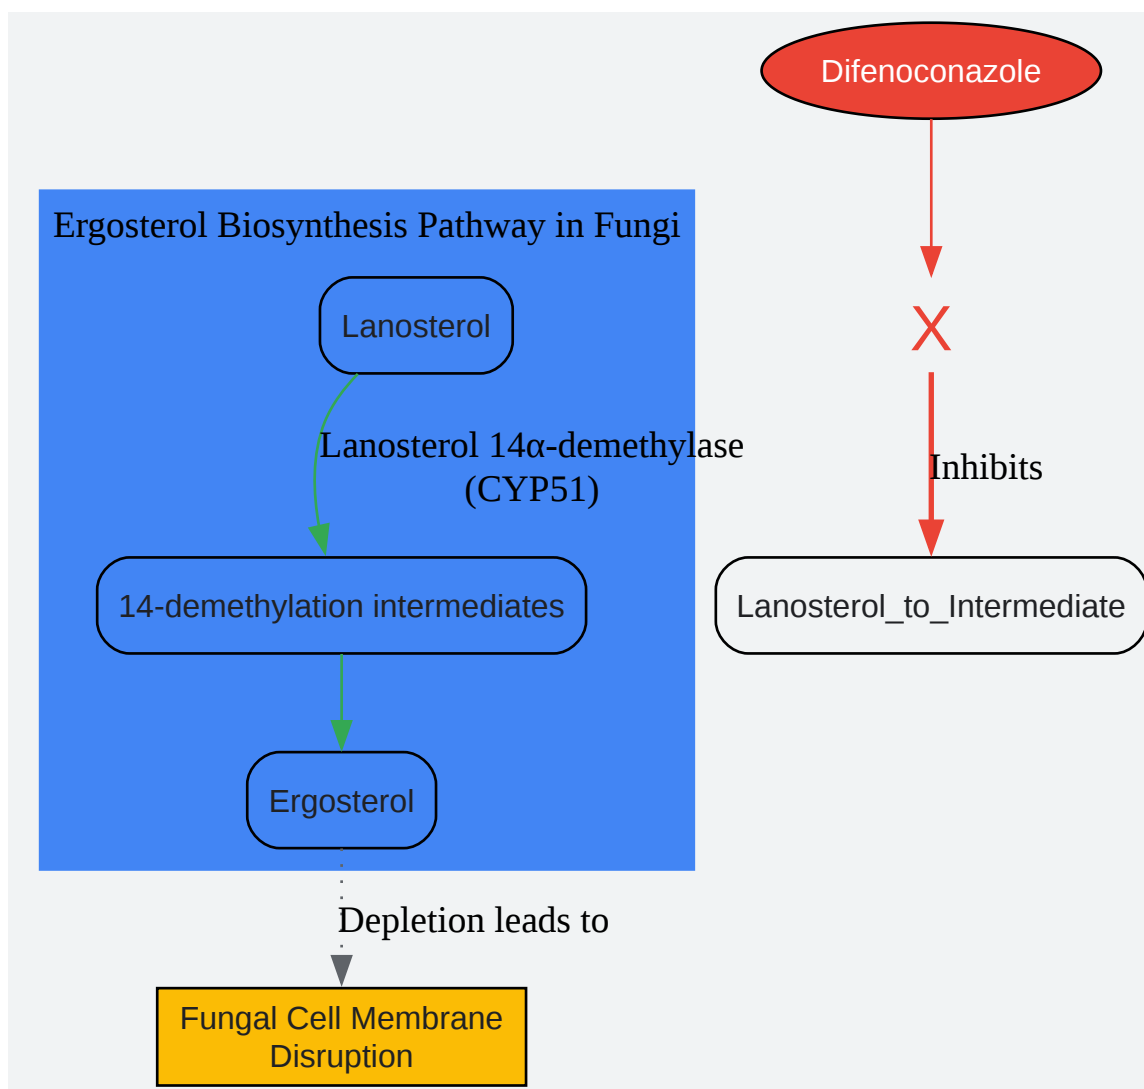 Difenoconazole
Ergosterol Biosynthesis Pathway in Fungi
Lanosterol
X
Lanosterol 14α-demethylase
(CYP51)
Inhibits
14-demethylation intermediates
Lanosterol_to_Intermediate
Ergosterol
Depletion leads to
Fungal Cell Membrane
Disruption